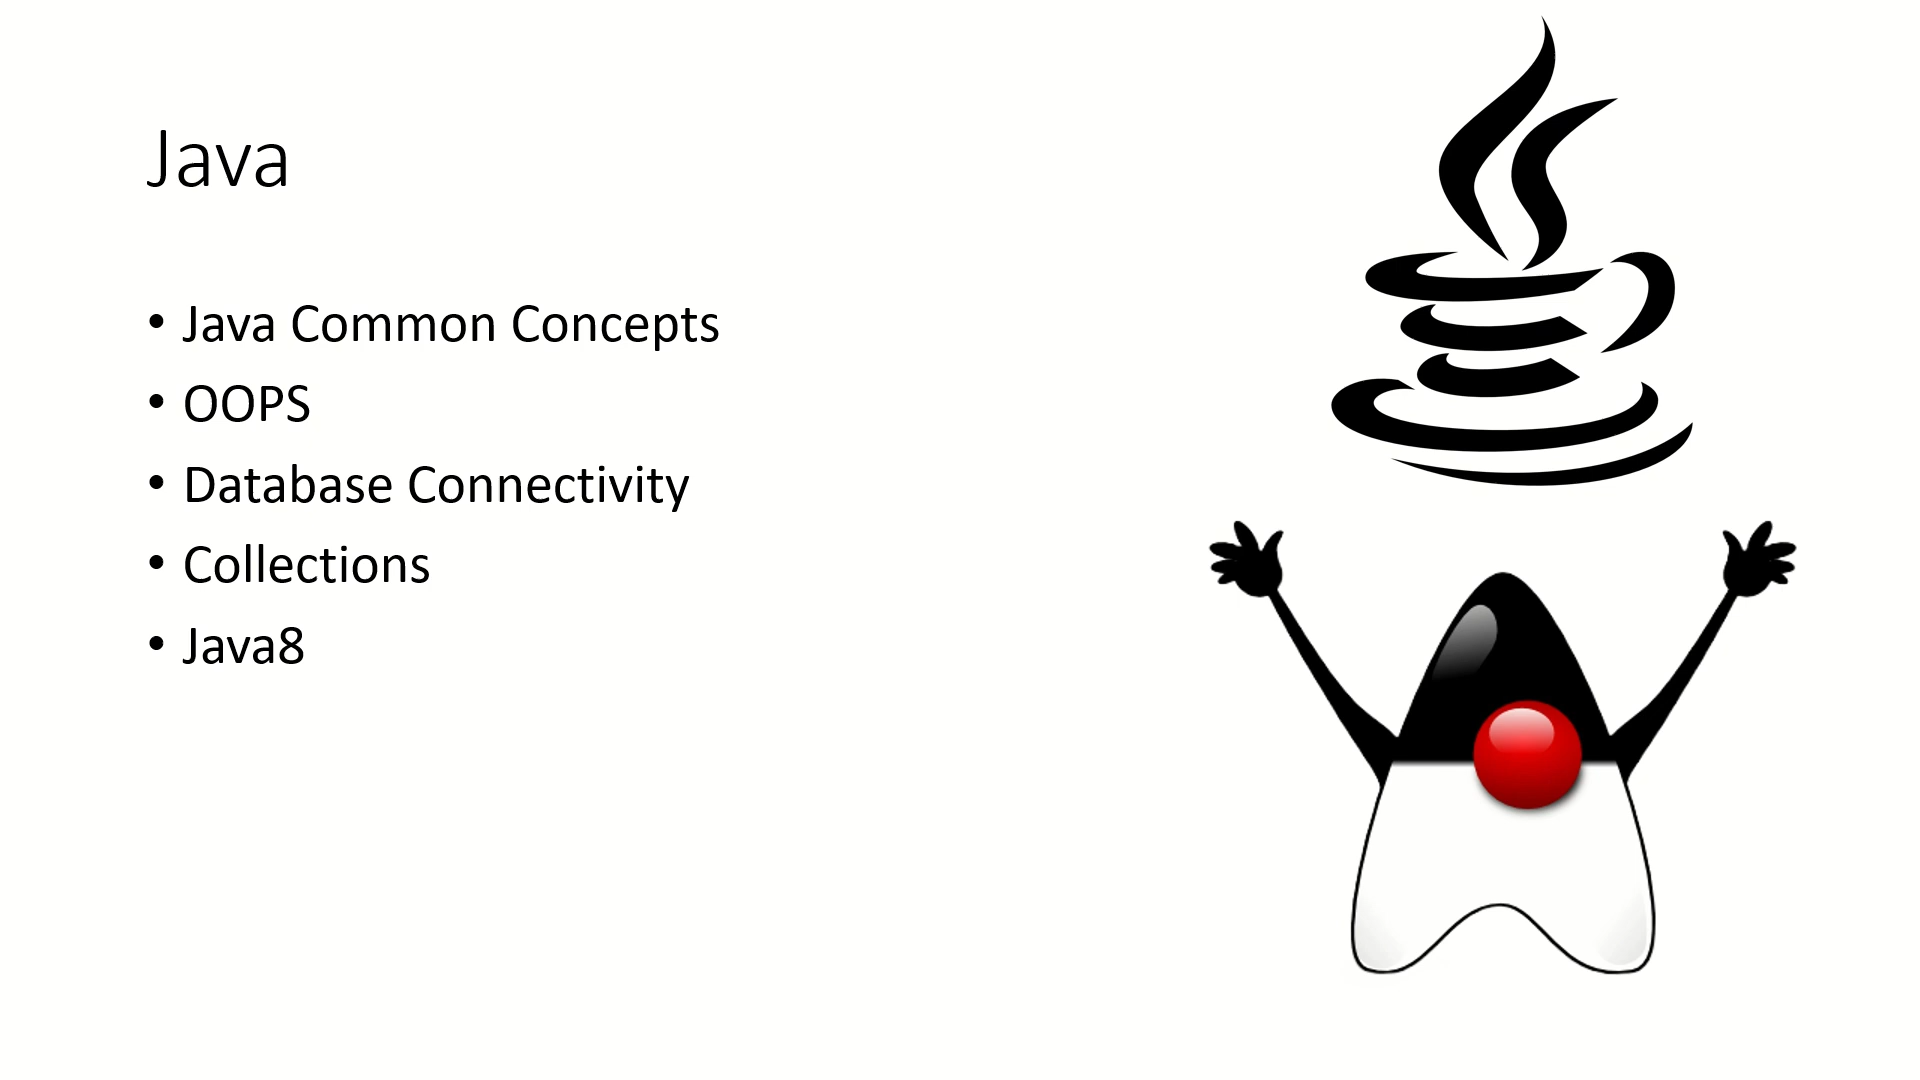 Java
• Java Common Concepts
• OOPS
• Database Connectivity
• Collections
• Java8